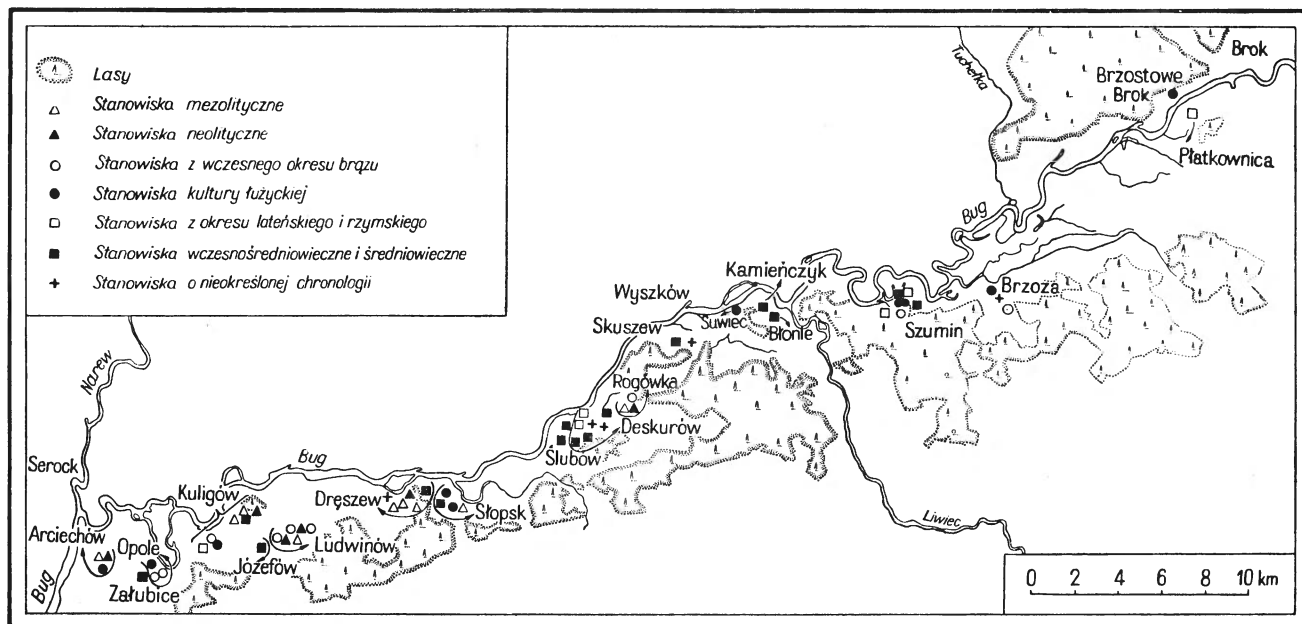 Lasy
Stanowiska mezolityczne
Stanowiska neolityczne
Stanowiska z wczesnego okresu brązu
Stanowiska kultury łużyckiej
Stanowiska z okresu lateńskiego i rzymskiego
Stanowiska wczesnośredniowieczne i średniowieczne
Stanowiska o nieokreślonej chronologii
Tuchełka
Brok
Brzostowe
Brok
Płatkownica
Bug
Kamieńczyk
Brzoza
Wyszków
Suwiec
Błonie
Szumin
Skuszew
Narew
Rogówka
Deskurów
Ślubów
Serock
Bug
Kuligów
Dręszew
Słopsk
Liwiec
Arciechów
Opole
Ludwinów
Józefów
Załubice
Bug
0 2 4 6 8 10 km